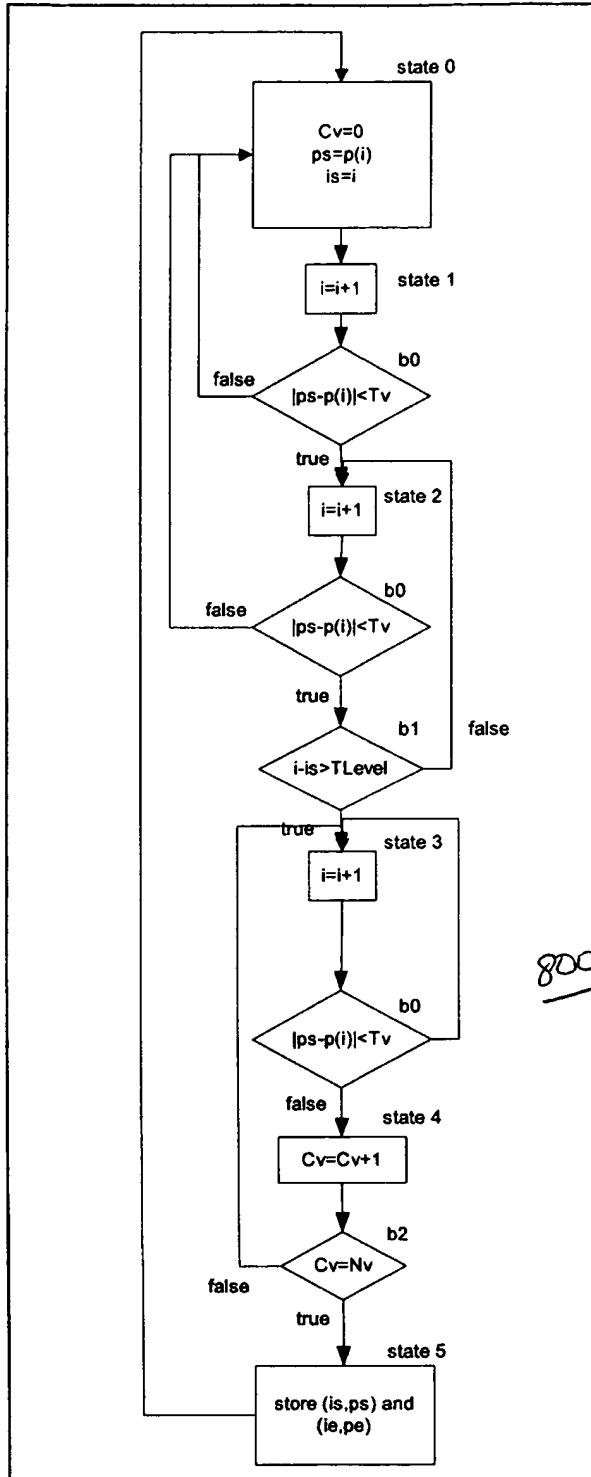 state 0
Cv=0
ps=p(i)
is=i
i=i+1
state 1
b0
false
|ps-p(i)|<Tv
true
state 2
i=i+1
b0
false
|ps-p(i)|<Tv
true
b1
false
i-is>TLevel
true
state 3
i=i+1
b0
|ps-p(i)|<Tv
false
state 4
Cv=Cv+1
b2
Cv=Nv
false
true
state 5
store (is,ps) and
(ie,pe)